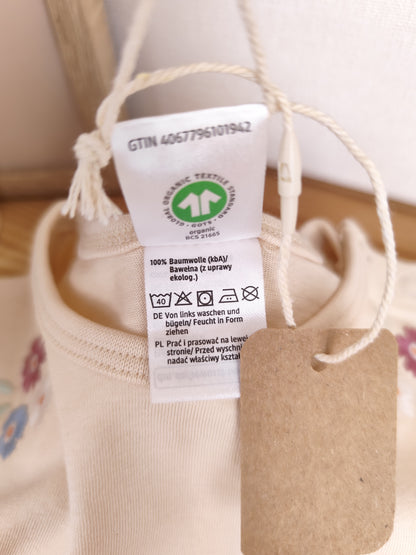 GTIN 4067796101942
GLOBAL ORGANIC TEXTILE STANDARD · GOTS ·
organic
BCS 21665
100% Baumwolle (kbA)/
Bawełna (z uprawy
ekolog.)
40
DE Von links waschen und
bügeln/ Feucht in Form
ziehen
PL Prać i prasować na lewej
stronie/ Przed wysch
nadać właściwy kształ